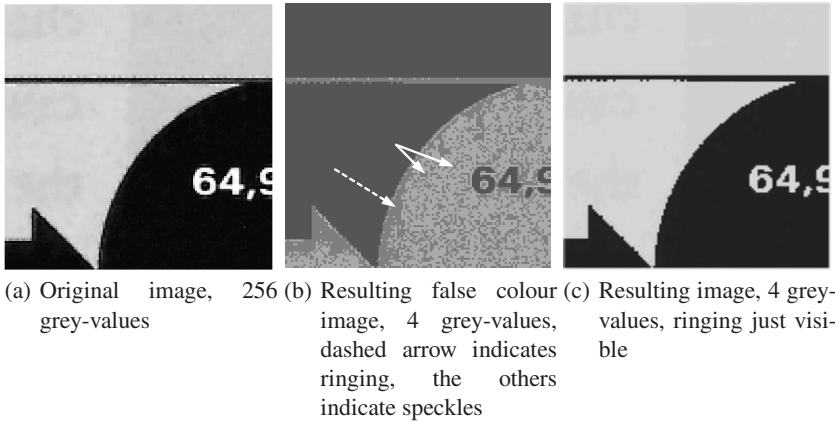 64,9
64,9
64,9
(a) Original image, 256
grey-values
(b) Resulting false colour
image, 4 grey-values,
dashed arrow indicates
ringing, the others
indicate speckles
(c) Resulting image, 4 grey-
values, ringing just visi-
ble